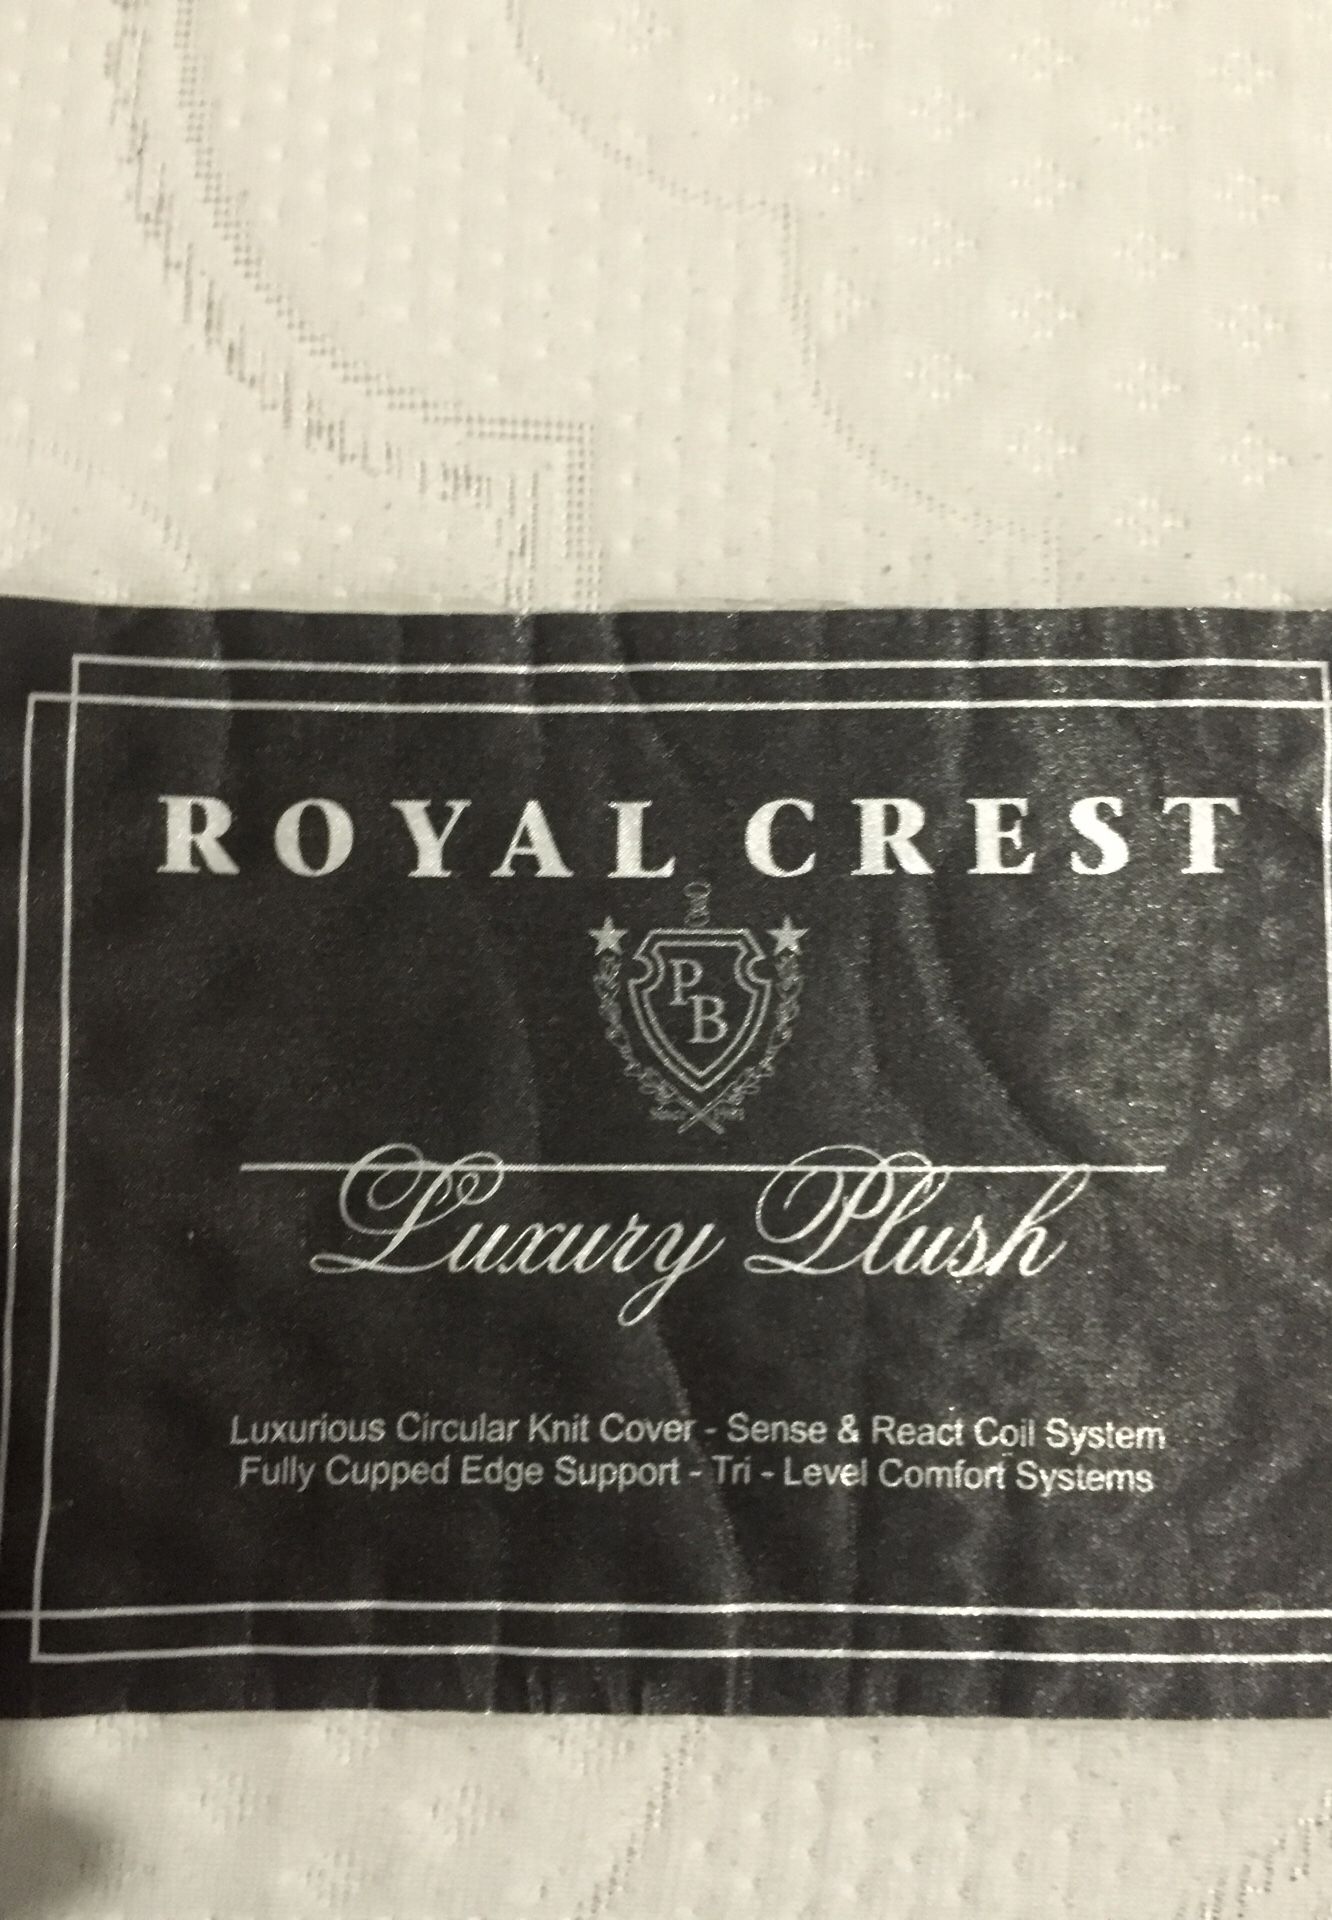 ROYAL CREST
P
B
Luxury Plush
Luxurious Circular Knit Cover - Sense & React Coil System
Fully Cupped Edge Support - Tri - Level Comfort Systems